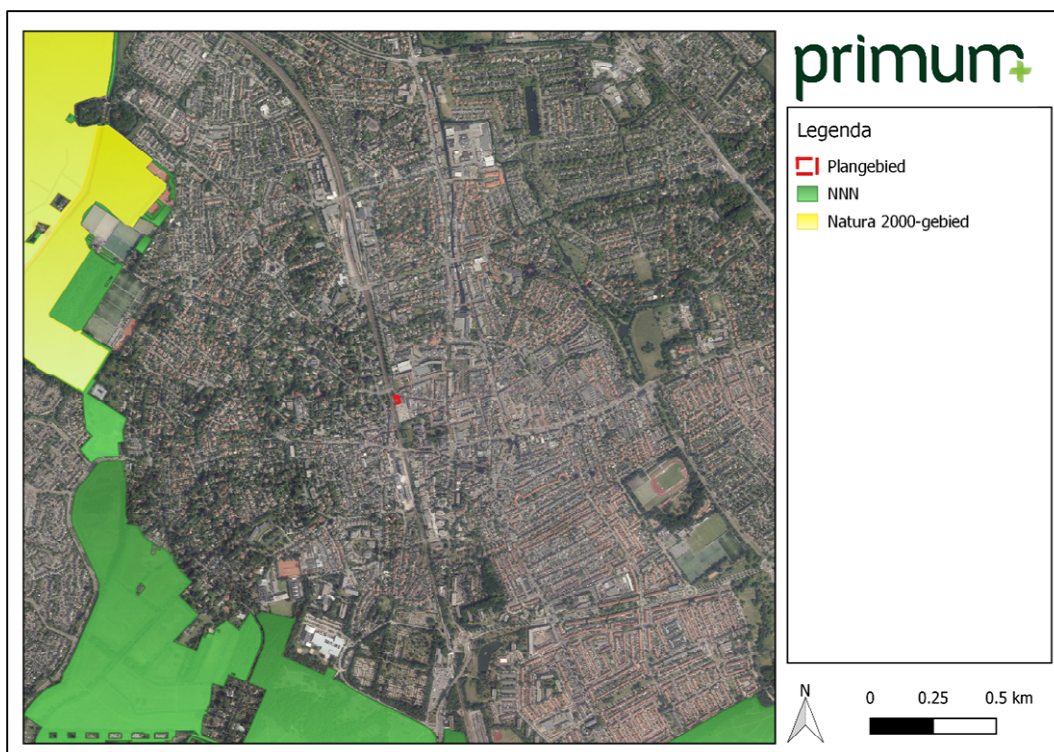 primum
Legenda
Plangebied
NNN
Natura 2000-gebied
N
0 0.25 0.5 km